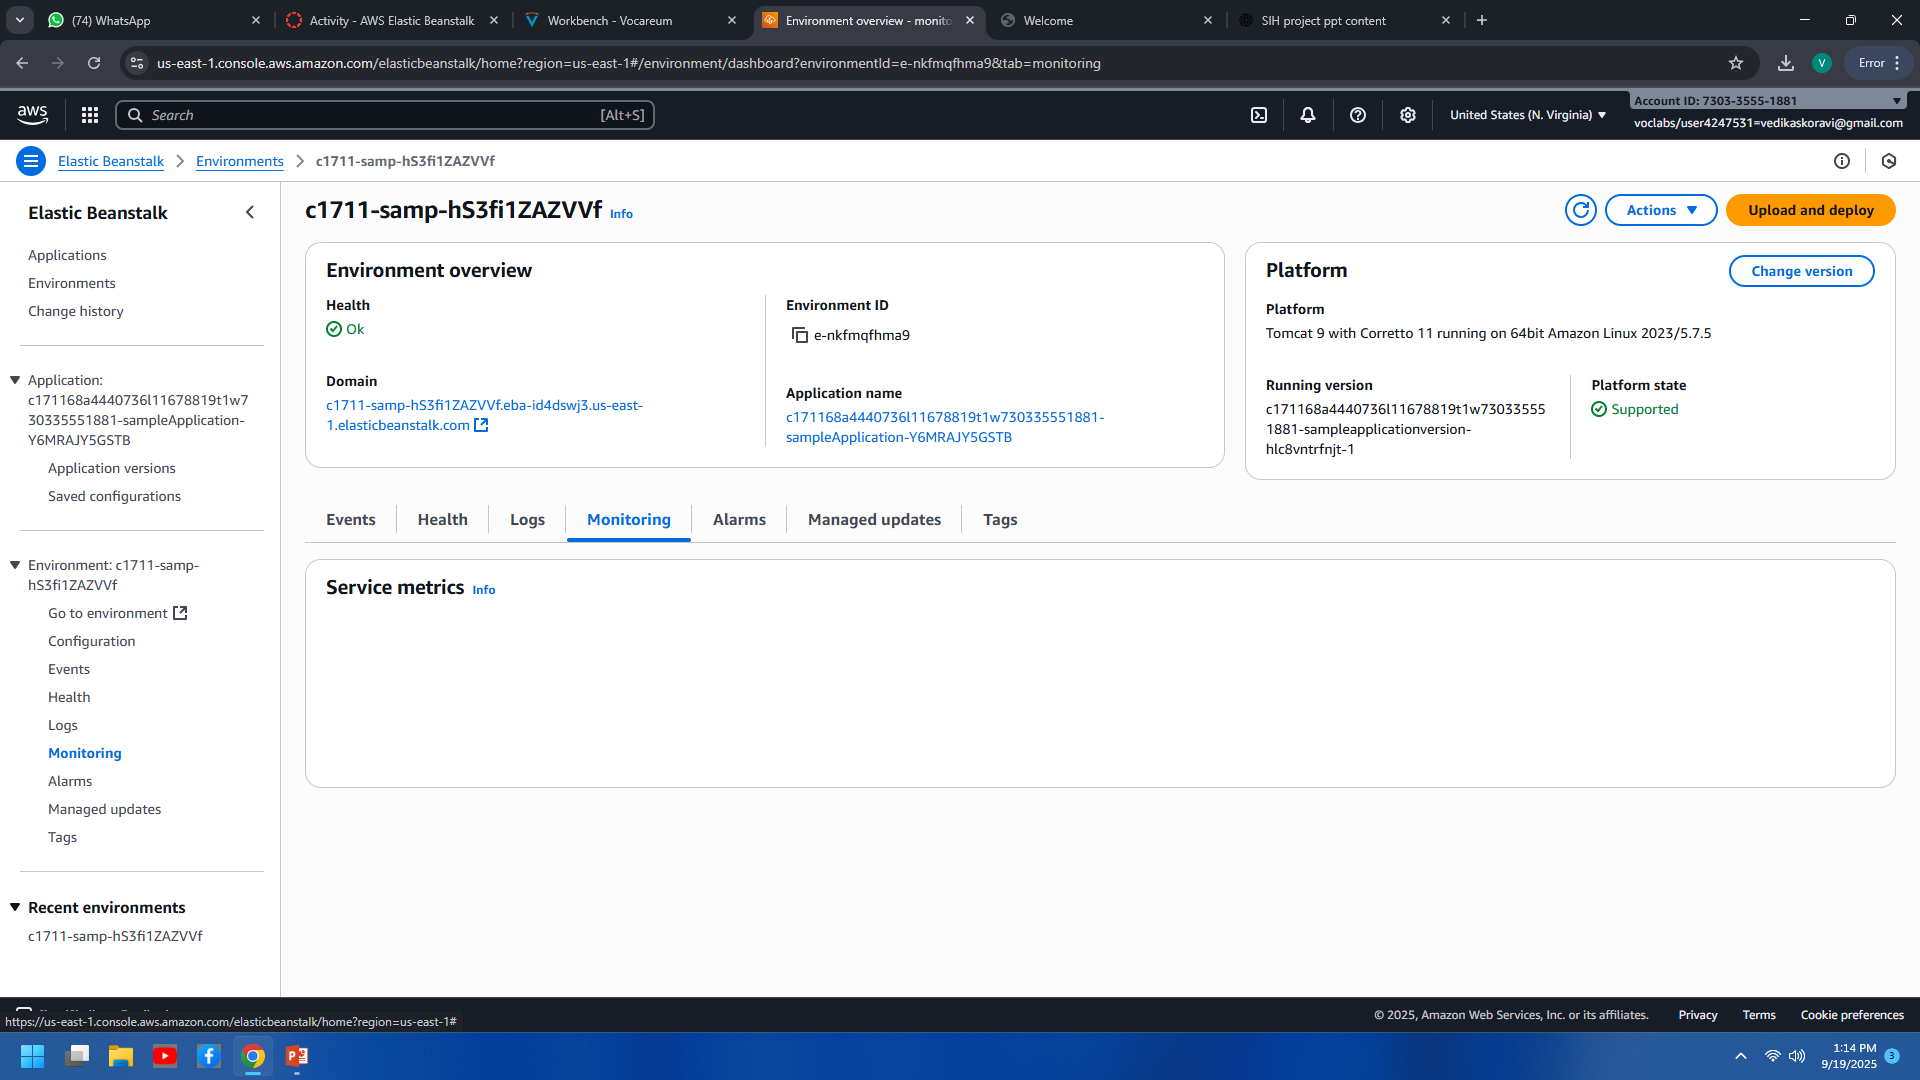 (74) WhatsApp
Activity - AWS Elastic Beanstalk
Workbench - Vocareum
Environment overview - monito
Welcome
SIH project ppt content
us-east-1.console.aws.amazon.com/elasticbeanstalk/home?region=us-east-1#/environment/dashboard?environmentId=e-nkfmqfhma9&tab=monitoring
V
Error
aws
Search
[Alt+S]
United States (N. Virginia)
Account ID: 7303-3555-1881
voclabs/user4247531=vedikaskoravi@gmail.com
Elastic Beanstalk
Environments
c1711-samp-hS3fi1ZAZVVf
Elastic Beanstalk
Applications
Environments
Change history
Application:
c171168a4440736l11678819t1w7
30335551881-sampleApplication-
Y6MRAJY5GSTB
Application versions
Saved configurations
Environment: c1711-samp-
hS3fi1ZAZVVf
Go to environment
Configuration
Events
Health
Logs
Monitoring
Alarms
Managed updates
Tags
Recent environments
c1711-samp-hS3fi1ZAZVVf
c1711-samp-hS3fi1ZAZVVf Info
Actions
Upload and deploy
Environment overview
Health
Ok
Domain
c1711-samp-hS3fi1ZAZVVf.eba-id4dswj3.us-east-
1.elasticbeanstalk.com
Environment ID
e-nkfmqfhma9
Application name
c171168a4440736l11678819t1w730335551881-
sampleApplication-Y6MRAJY5GSTB
Platform
Change version
Platform
Tomcat 9 with Corretto 11 running on 64bit Amazon Linux 2023/5.7.5
Running version
c171168a4440736l11678819t1w73033555
1881-sampleapplicationversion-
hlc8vntrfnjt-1
Platform state
Supported
Events
Health
Logs
Monitoring
Alarms
Managed updates
Tags
Service metrics Info
https://us-east-1.console.aws.amazon.com/elasticbeanstalk/home?region=us-east-1#
© 2025, Amazon Web Services, Inc. or its affiliates.
Privacy
Terms
Cookie preferences
1:14 PM
9/19/2025
3